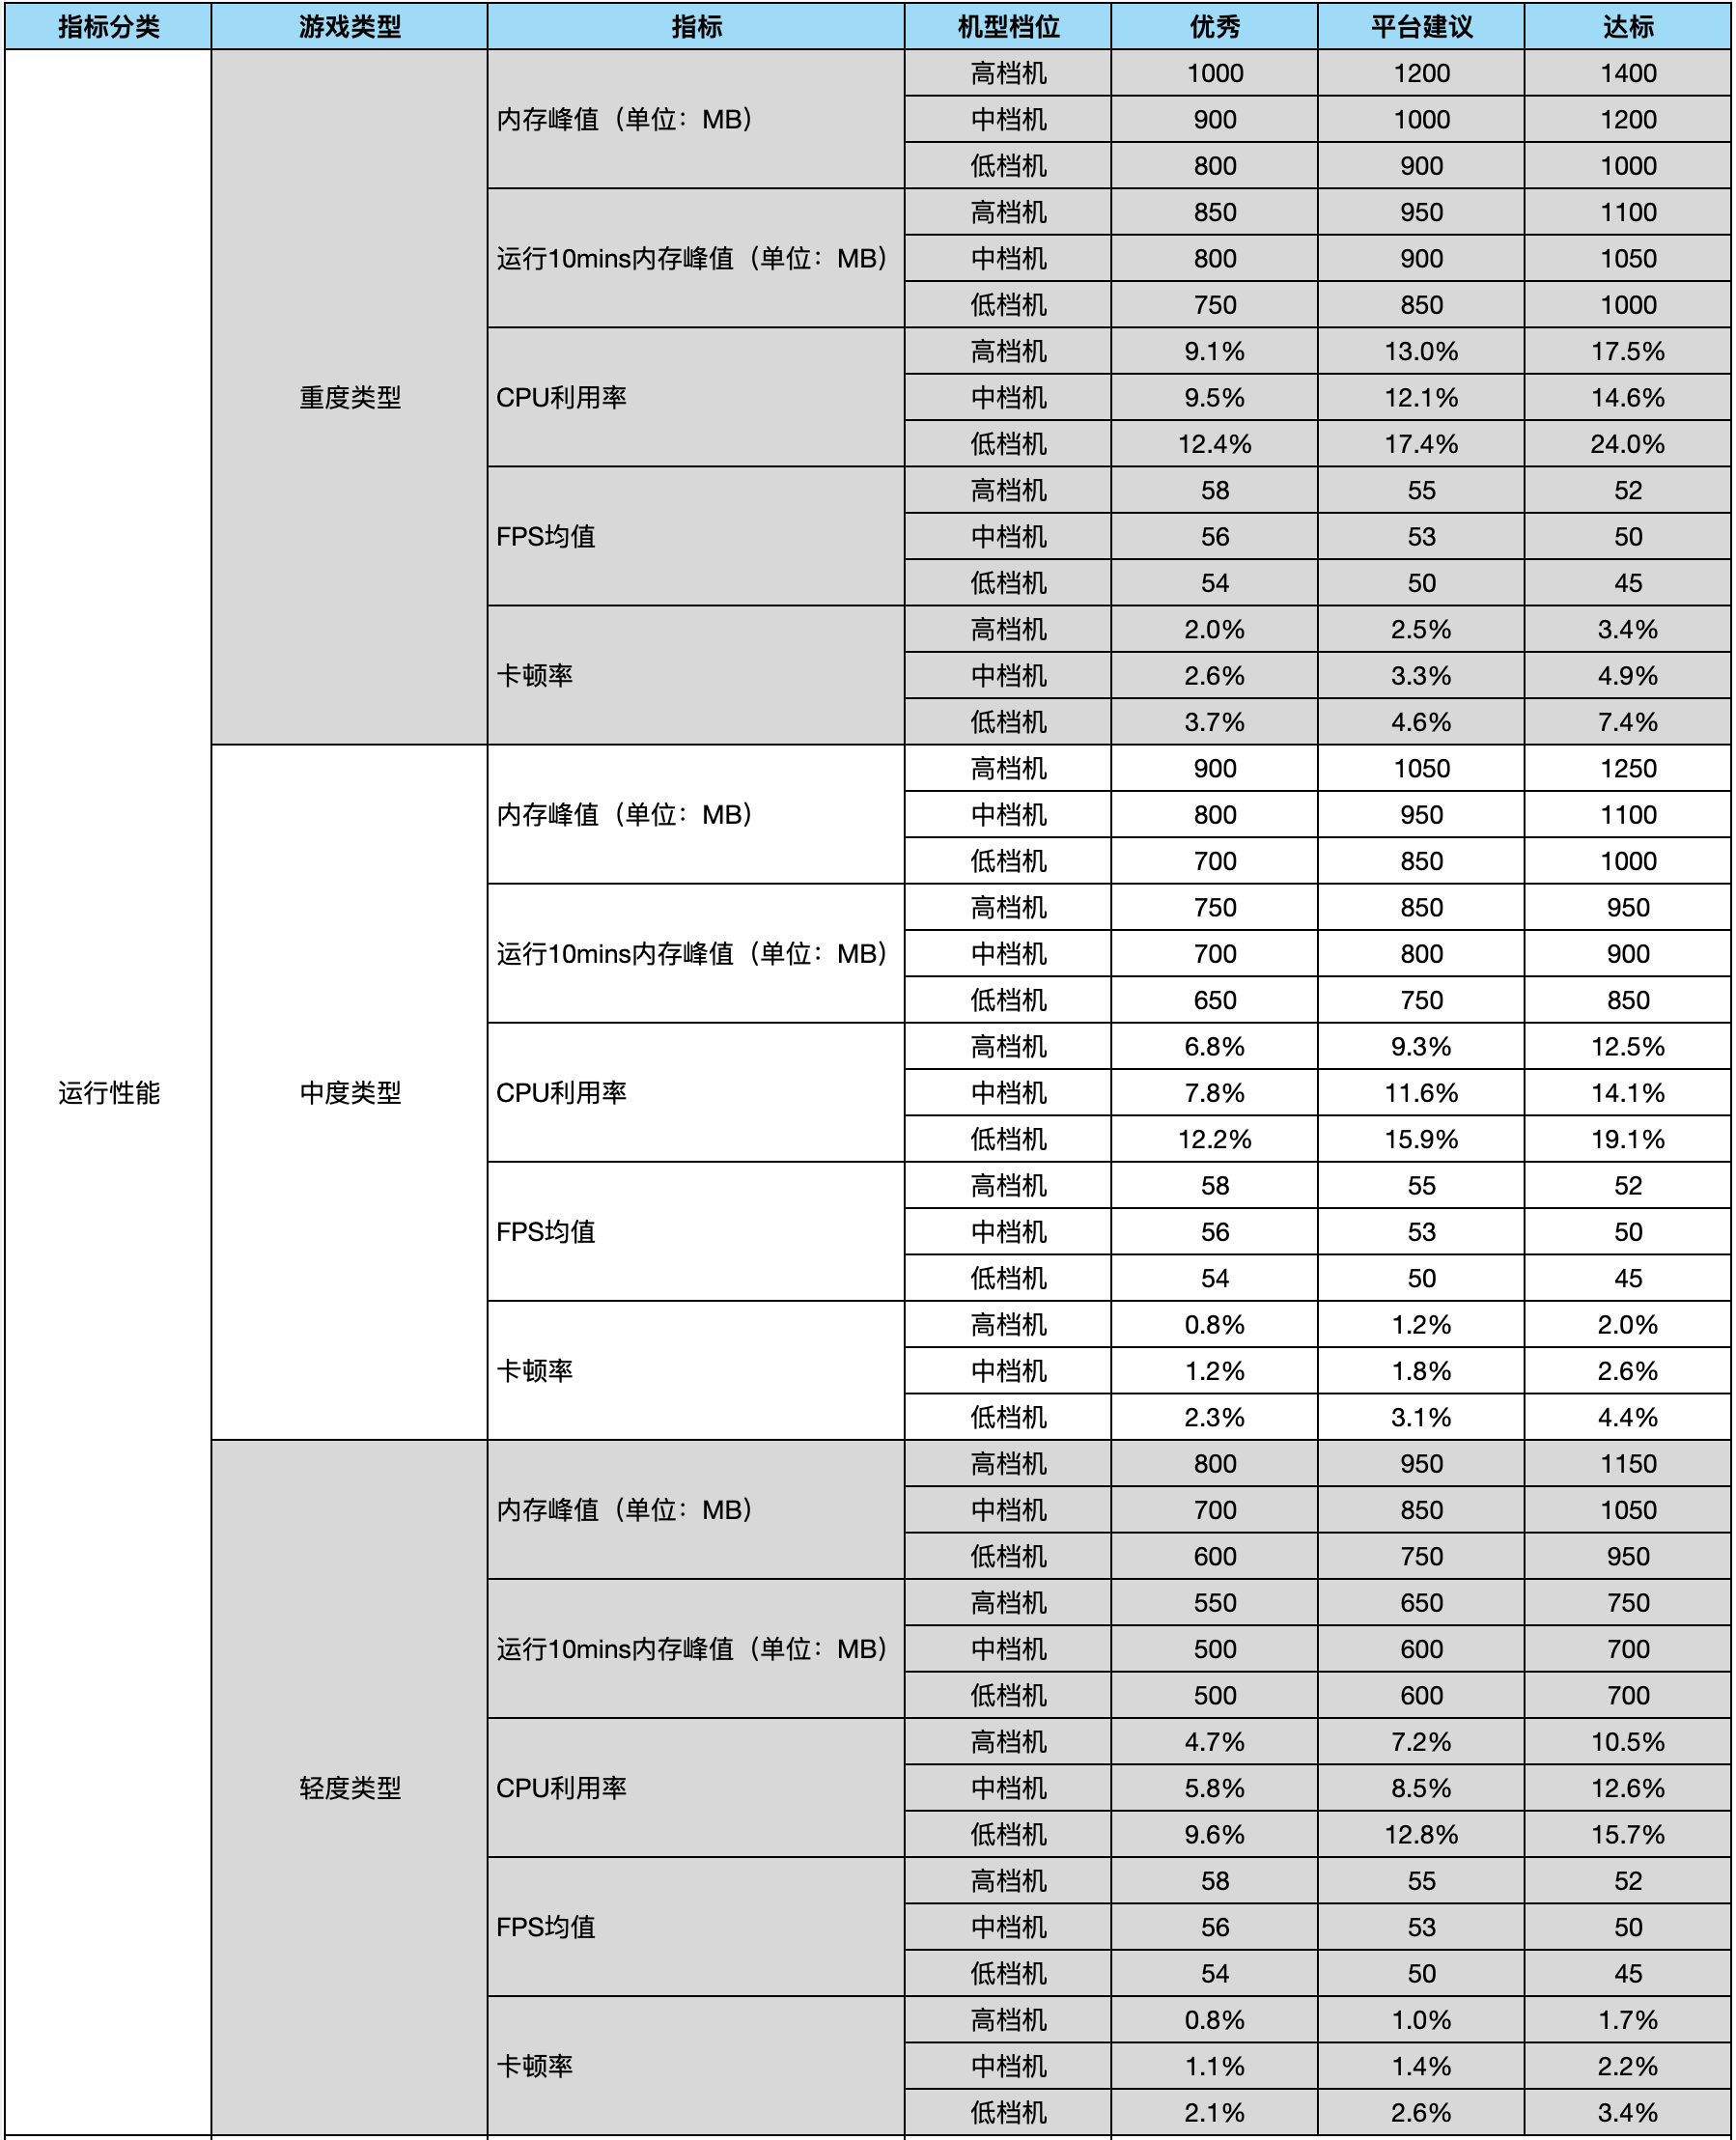 指标分类 游戏类型 指标 机型档位 优秀 平台建议 达标
运行性能
重度类型
内存峰值（单位：MB）
高档机 1000 1200 1400
中档机 900 1000 1200
低档机 800 900 1000
运行10mins内存峰值（单位：MB）
高档机 850 950 1100
中档机 800 900 1050
低档机 750 850 1000
CPU利用率
高档机 9.1% 13.0% 17.5%
中档机 9.5% 12.1% 14.6%
低档机 12.4% 17.4% 24.0%
FPS均值
高档机 58 55 52
中档机 56 53 50
低档机 54 50 45
卡顿率
高档机 2.0% 2.5% 3.4%
中档机 2.6% 3.3% 4.9%
低档机 3.7% 4.6% 7.4%
中度类型
内存峰值（单位：MB）
高档机 900 1050 1250
中档机 800 950 1100
低档机 700 850 1000
运行10mins内存峰值（单位：MB）
高档机 750 850 950
中档机 700 800 900
低档机 650 750 850
CPU利用率
高档机 6.8% 9.3% 12.5%
中档机 7.8% 11.6% 14.1%
低档机 12.2% 15.9% 19.1%
FPS均值
高档机 58 55 52
中档机 56 53 50
低档机 54 50 45
卡顿率
高档机 0.8% 1.2% 2.0%
中档机 1.2% 1.8% 2.6%
低档机 2.3% 3.1% 4.4%
轻度类型
内存峰值（单位：MB）
高档机 800 950 1150
中档机 700 850 1050
低档机 600 750 950
运行10mins内存峰值（单位：MB）
高档机 550 650 750
中档机 500 600 700
低档机 500 600 700
CPU利用率
高档机 4.7% 7.2% 10.5%
中档机 5.8% 8.5% 12.6%
低档机 9.6% 12.8% 15.7%
FPS均值
高档机 58 55 52
中档机 56 53 50
低档机 54 50 45
卡顿率
高档机 0.8% 1.0% 1.7%
中档机 1.1% 1.4% 2.2%
低档机 2.1% 2.6% 3.4%